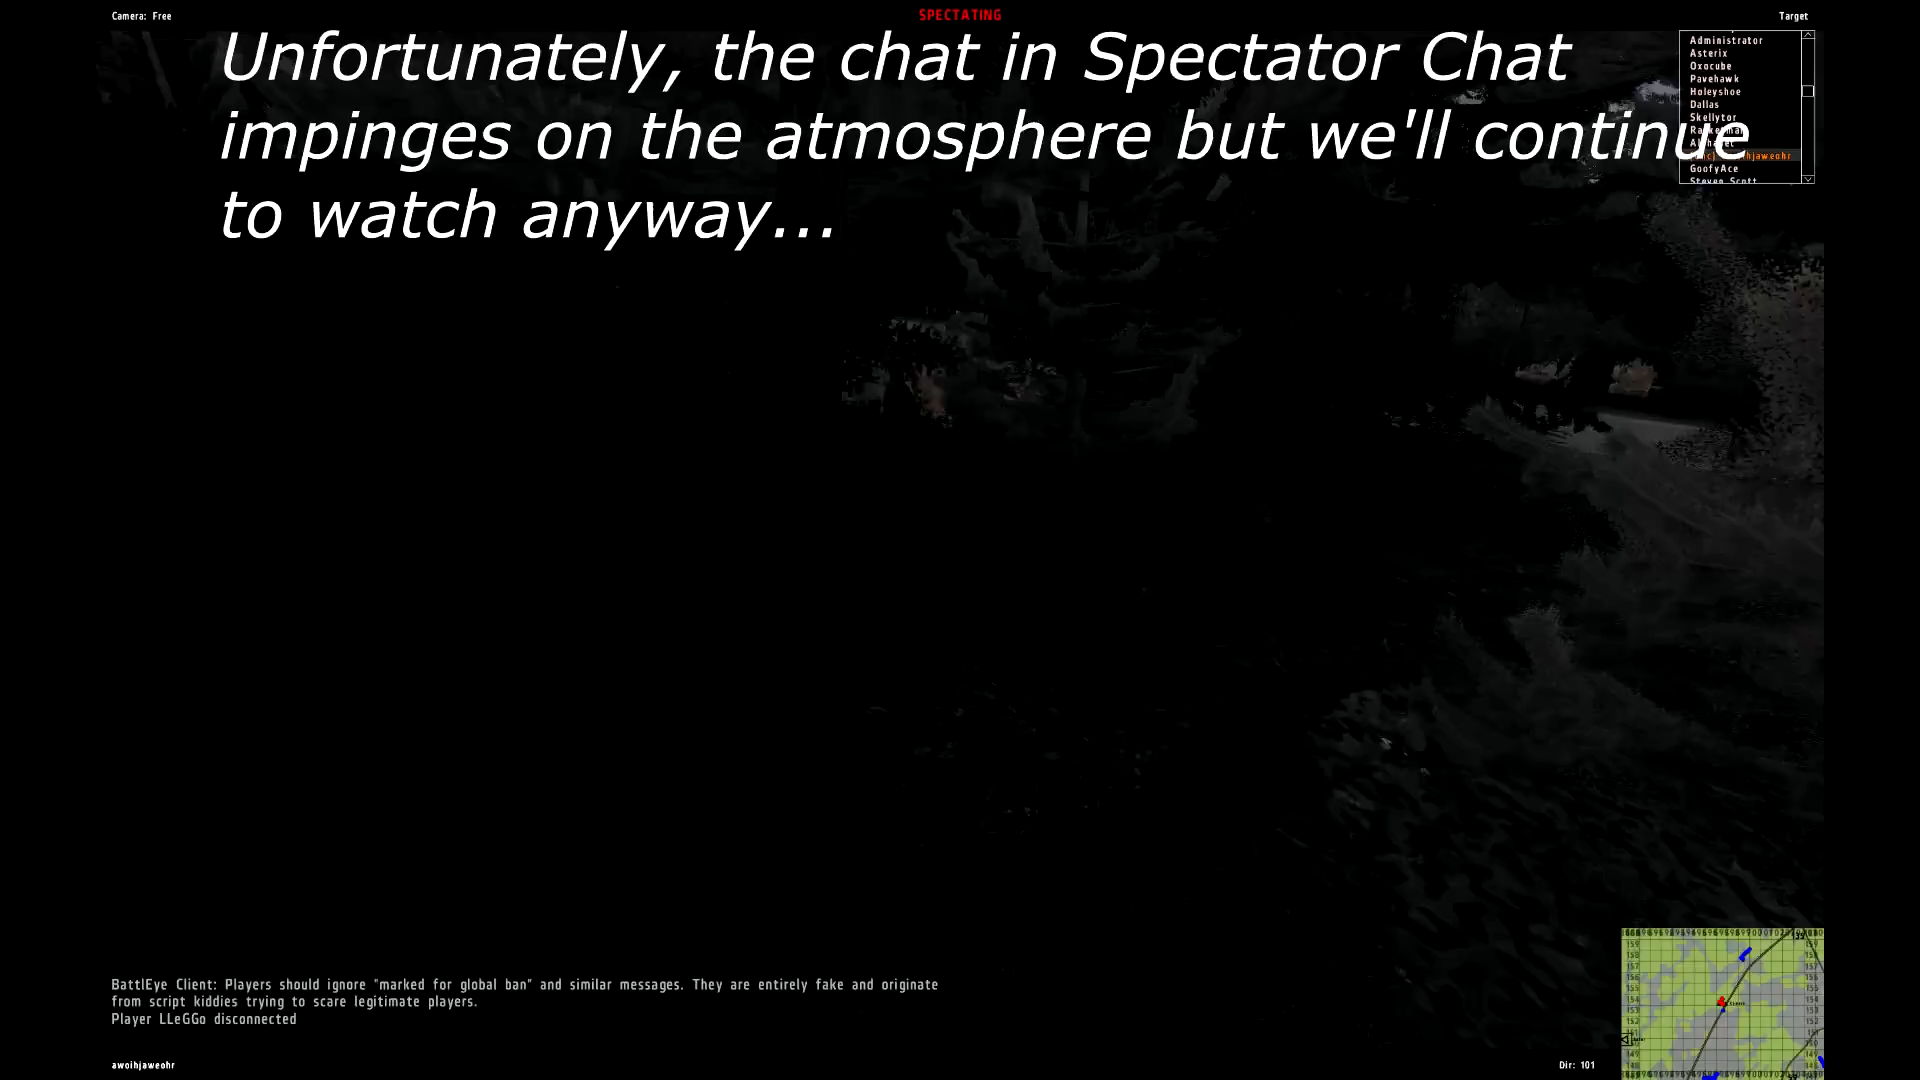 Camera: Free
SPECTATING
Target
Unfortunately, the chat in Spectator Chat
impinges on the atmosphere but we'll continue
to watch anyway...
Administrator
Asterix
Oxocube
Pavehawk
Holeyshoe
Dallas
Skellytor
GoofyAce
Steven Scott
BattlEye Client: Players should ignore "marked for global ban" and similar messages. They are entirely fake and originate
from script kiddies trying to scare legitimate players.
Player LLeGGo disconnected
awoihjaweohr
Dir: 101